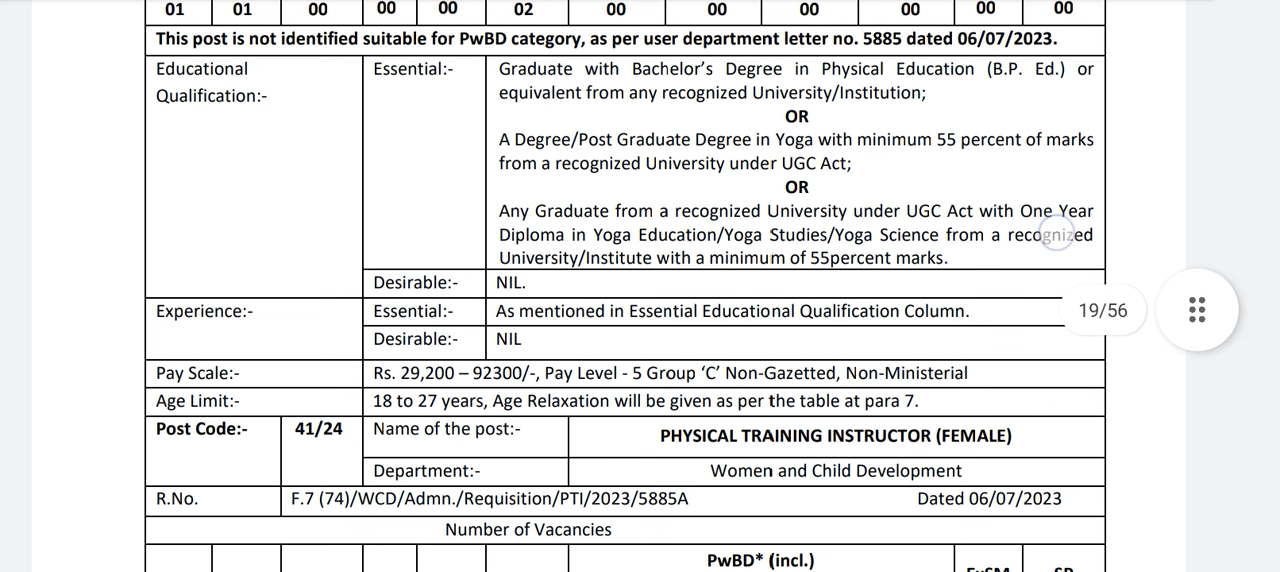 01 01 00 00 00 02 00 00 00 00 00 00
This post is not identified suitable for PwBD category, as per user department letter no. 5885 dated 06/07/2023.
Educational Qualification:-
Essential:-
Graduate with Bachelor's Degree in Physical Education (B.P. Ed.) or
equivalent from any recognized University/Institution;
OR
A Degree/Post Graduate Degree in Yoga with minimum 55 percent of marks
from a recognized University under UGC Act;
OR
Any Graduate from a recognized University under UGC Act with One Year
Diploma in Yoga Education/Yoga Studies/Yoga Science from a recognized
University/Institute with a minimum of 55percent marks.
Desirable:- NIL.
Experience:- Essential:- As mentioned in Essential Educational Qualification Column.
19/56
Desirable:- NIL
Pay Scale:- Rs. 29,200 – 92300/-, Pay Level - 5 Group ‘C’ Non-Gazetted, Non-Ministerial
Age Limit:- 18 to 27 years, Age Relaxation will be given as per the table at para 7.
Post Code:- 41/24 Name of the post:- PHYSICAL TRAINING INSTRUCTOR (FEMALE)
Department:- Women and Child Development
R.No. F.7 (74)/WCD/Admn./Requisition/PTI/2023/5885A Dated 06/07/2023
Number of Vacancies
PwBD* (incl.)